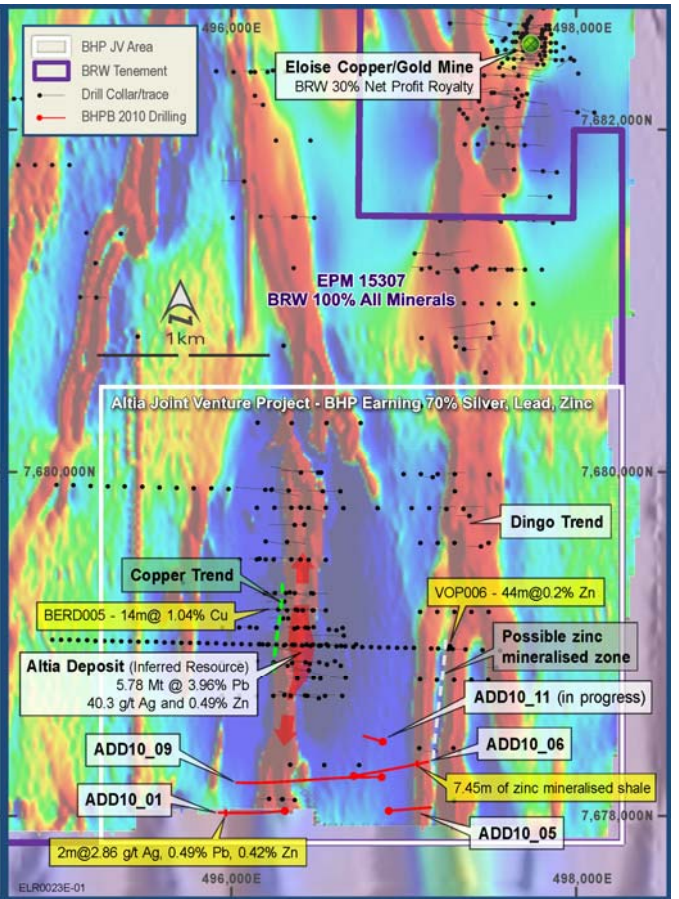 496,000E
498,000E
BHP JV Area
BRW Tenement
Drill Collar/trace
BHPB 2010 Drilling
Eloise Copper/Gold Mine
BRW 30% Net Profit Royalty
7,682,000N
EPM 15307
BRW 100% All Minerals
N
1km
Altia Joint Venture Project - BHP Earning 70% Silver, Lead, Zinc
7,680,000N
7,680,000N
Dingo Trend
Copper Trend
VOP006 - 44m@0.2% Zn
BERD005 - 14m@ 1.04% Cu
Possible zinc
mineralised zone
Altia Deposit (Inferred Resource)
5.78 Mt @ 3.96% Pb
40.3 g/t Ag and 0.49% Zn
ADD10_11 (in progress)
ADD10_09
ADD10_06
7.45m of zinc mineralised shale
ADD10_01
7,678,000N
ADD10_05
2m@2.86 g/t Ag, 0.49% Pb, 0.42% Zn
496,000E
498,000E
ELR0023E-01